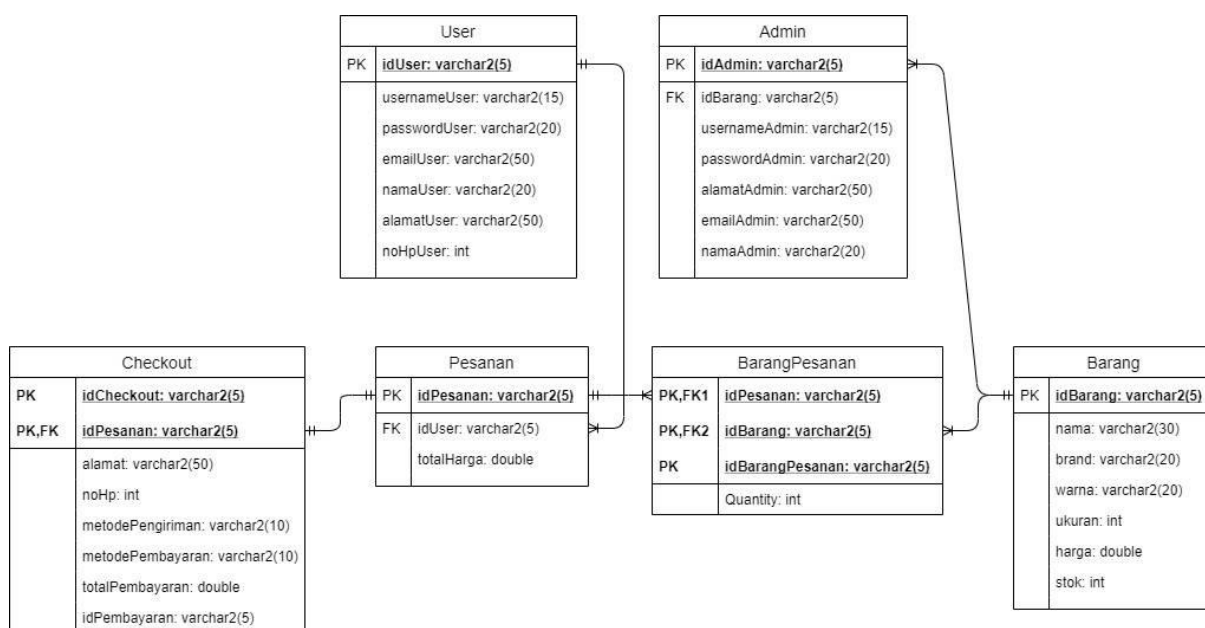 User
PK idUser: varchar2(5)
usernameUser: varchar2(15)
passwordUser: varchar2(20)
emailUser: varchar2(50)
namaUser: varchar2(20)
alamatUser: varchar2(50)
noHpUser: int
Admin
PK idAdmin: varchar2(5)
FK idBarang: varchar2(5)
usernameAdmin: varchar2(15)
passwordAdmin: varchar2(20)
alamatAdmin: varchar2(50)
emailAdmin: varchar2(50)
namaAdmin: varchar2(20)
Checkout
PK idCheckout: varchar2(5)
PK,FK idPesanan: varchar2(5)
alamat: varchar2(50)
noHp: int
metodePengiriman: varchar2(10)
metodePembayaran: varchar2(10)
totalPembayaran: double
idPembayaran: varchar2(5)
Pesanan
PK idPesanan: varchar2(5)
FK idUser: varchar2(5)
totalHarga: double
BarangPesanan
PK,FK1 idPesanan: varchar2(5)
PK,FK2 idBarang: varchar2(5)
PK idBarangPesanan: varchar2(5)
Quantity: int
Barang
PK idBarang: varchar2(5)
nama: varchar2(30)
brand: varchar2(20)
warna: varchar2(20)
ukuran: int
harga: double
stok: int